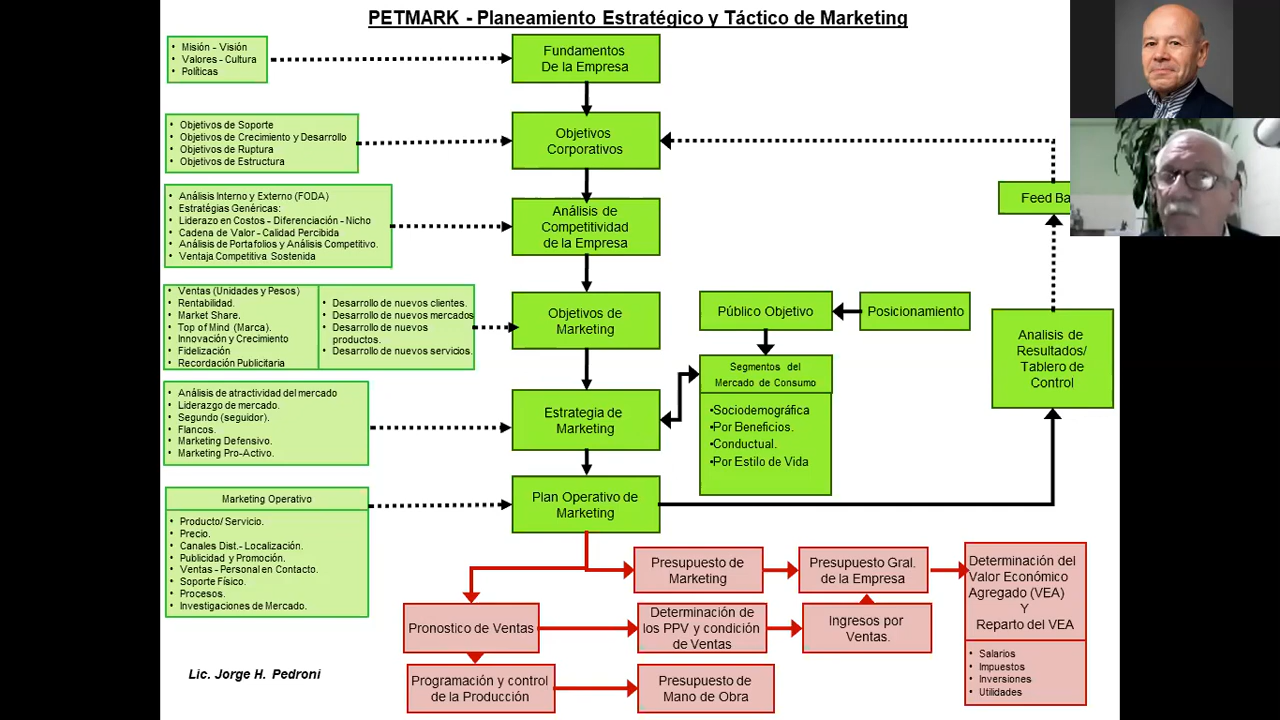 PETMARK - Planeamiento Estratégico y Táctico de Marketing
• Misión – Visión
• Valores - Cultura
• Políticas
Fundamentos
De la Empresa
• Objetivos de Soporte
• Objetivos de Crecimiento y Desarrollo
• Objetivos de Ruptura
• Objetivos de Estructura
Objetivos
Corporativos
Feed Ba
• Análisis Interno y Externo (FODA)
• Estratégias Genéricas:
• Liderazo en Costos – Diferenciación - Nicho
• Cadena de Valor – Calidad Percibida
• Análisis de Portafolios y Análisis Competitivo.
• Ventaja Competitiva Sostenida
Análisis de
Competitividad
de la Empresa
• Ventas (Unidades y Pesos)
• Rentabilidad.
• Market Share.
• Top of Mind (Marca).
• Innovación y Crecimiento
• Fidelización
• Recordación Publicitaria
• Desarrollo de nuevos clientes.
• Desarrollo de nuevos mercados
• Desarrollo de nuevos
productos.
• Desarrollo de nuevos servicios.
Objetivos de
Marketing
Público Objetivo
Posicionamiento
Segmentos del
Mercado de Consumo
•Sociodemográfica
•Por Beneficios.
•Conductual.
•Por Estilo de Vida
Analisis de
Resultados/
Tablero de
Control
• Análisis de atractividad del mercado
• Liderazgo de mercado.
• Segundo (seguidor).
• Flancos.
• Marketing Defensivo.
• Marketing Pro-Activo.
Estrategia de
Marketing
Marketing Operativo
• Producto/ Servicio.
• Precio.
• Canales Dist.- Localización.
• Publicidad y Promoción.
• Ventas - Personal en Contacto.
• Soporte Físico.
• Procesos.
• Investigaciones de Mercado.
Plan Operativo de
Marketing
Presupuesto de
Marketing
Presupuesto Gral.
de la Empresa
Determinación del
Valor Económico
Agregado (VEA)
Y
Reparto del VEA
• Salarios
• Impuestos
• Inversiones
• Utilidades
Pronostico de Ventas
Determinación de
los PPV y condición
de Ventas
Ingresos por
Ventas.
Programación y control
de la Producción
Presupuesto de
Mano de Obra
Lic. Jorge H. Pedroni